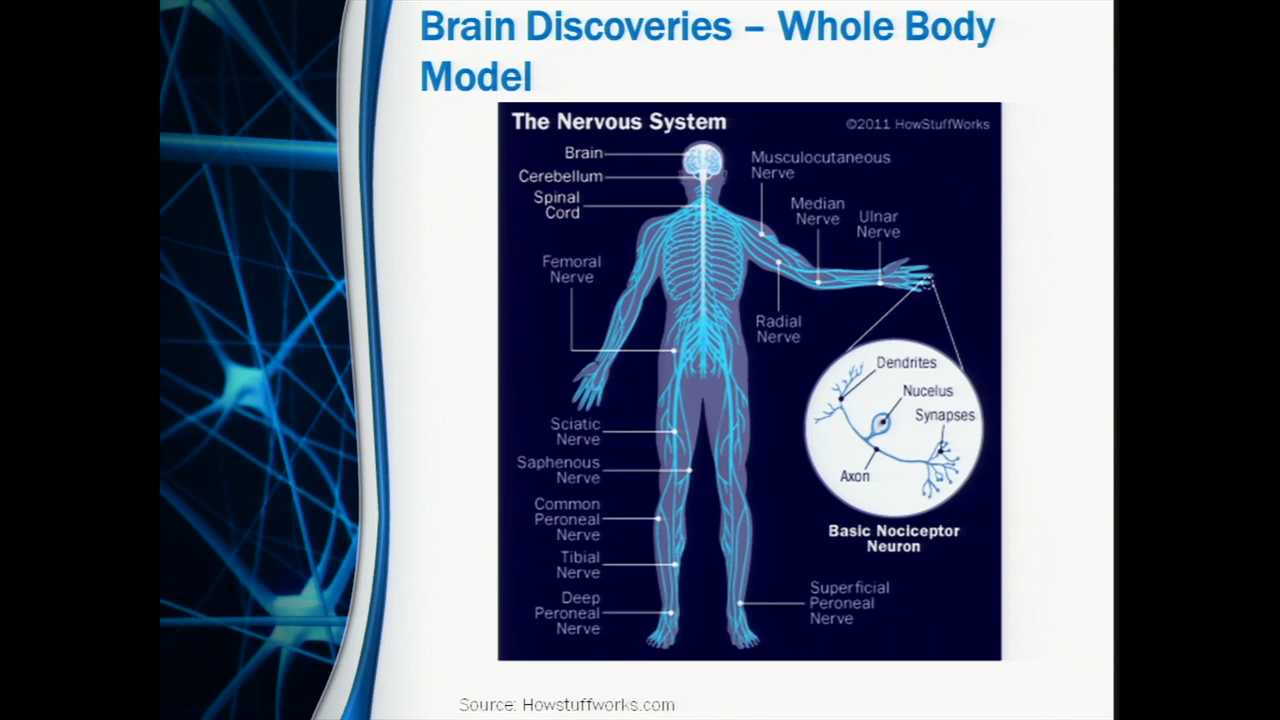 Brain Discoveries – Whole Body
Model
The Nervous System
©2011 HowStuffWorks
Brain
Cerebellum
Spinal
Cord
Musculocutaneous
Nerve
Median
Nerve
Ulnar
Nerve
Femoral
Nerve
Radial
Nerve
Dendrites
Nucelus
Synapses
Axon
Basic Nociceptor
Neuron
Sciatic
Nerve
Saphenous
Nerve
Common
Peroneal
Nerve
Tibial
Nerve
Deep
Peroneal
Nerve
Superficial
Peroneal
Nerve
Source: Howstuffworks.com